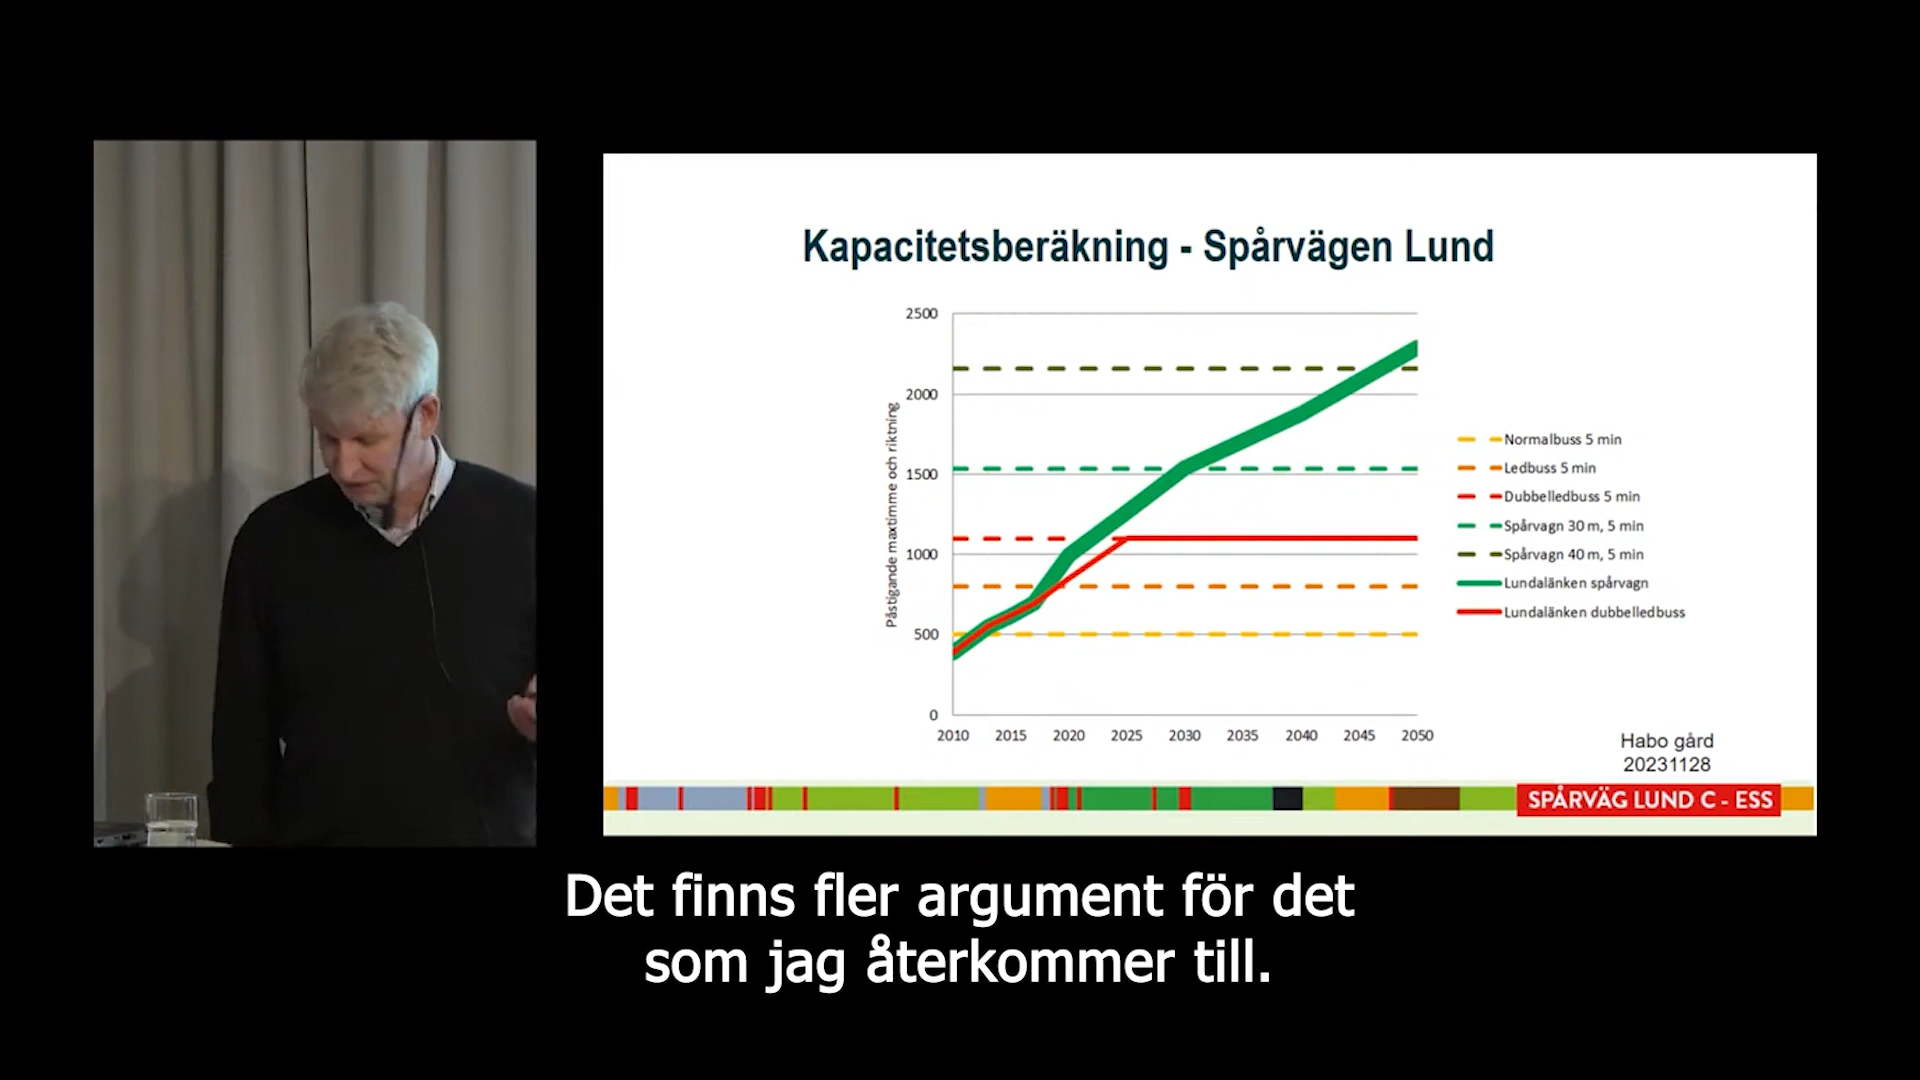 Kapacitetsberäkning - Spårvägen Lund
Påstigande maxtimme och riktning
2500
2000
1500
1000
500
0
2010 2015 2020 2025 2030 2035 2040 2045 2050
Normalbuss 5 min
Ledbuss 5 min
Dubbelledbuss 5 min
Spårvagn 30 m, 5 min
Spårvagn 40 m, 5 min
Lundalänken spårvagn
Lundalänken dubbelledbuss
Habo gård
20231128
SPÅRVÄG LUND C - ESS
Det finns fler argument för det
som jag återkommer till.